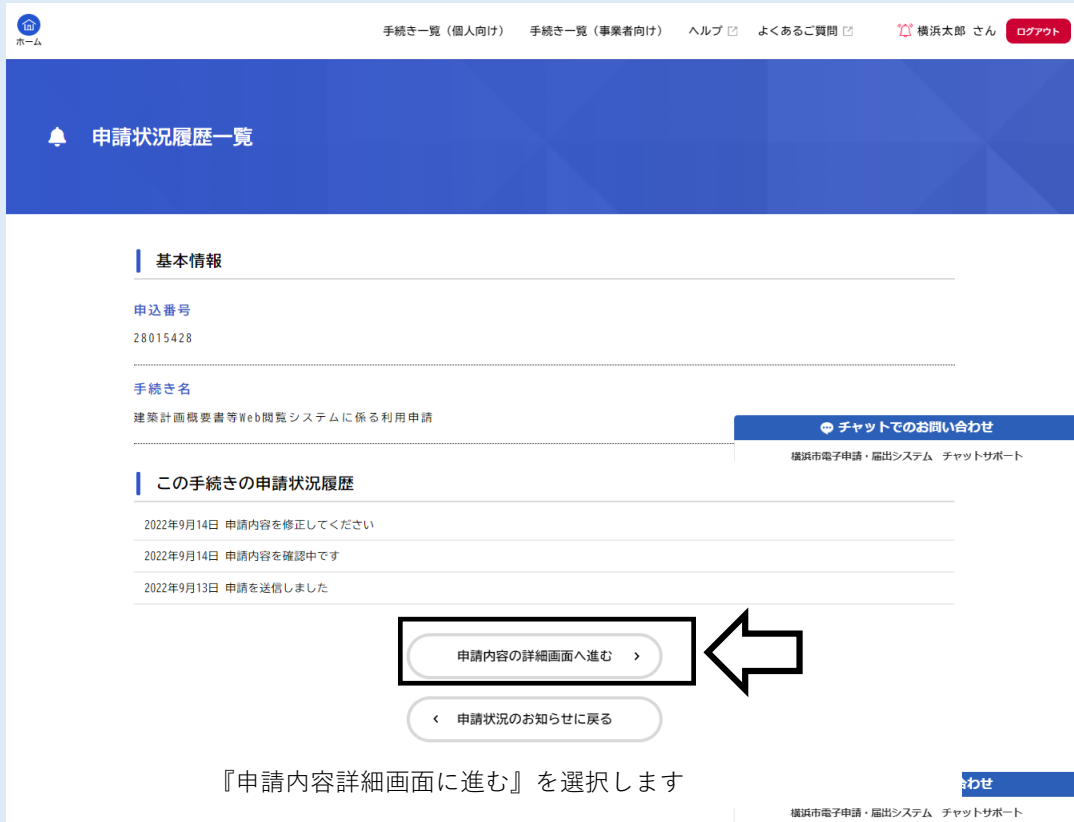 ホーム
手続き一覧（個人向け） 手続き一覧（事業者向け） ヘルプ よくあるご質問 横浜太郎 さん ログアウト
申請状況履歴一覧
基本情報
申込番号
28015428
手続き名
建築計画概要書等Web閲覧システムに係る利用申請
チャットでのお問い合わせ
横浜市電子申請・届出システム チャットサポート
この手続きの申請状況履歴
2022年9月14日 申請内容を修正してください
2022年9月14日 申請内容を確認中です
2022年9月13日 申請を送信しました
申請内容の詳細画面へ進む
申請状況のお知らせに戻る
『申請内容詳細画面に進む』を選択します
わせ
横浜市電子申請・届出システム チャットサポート